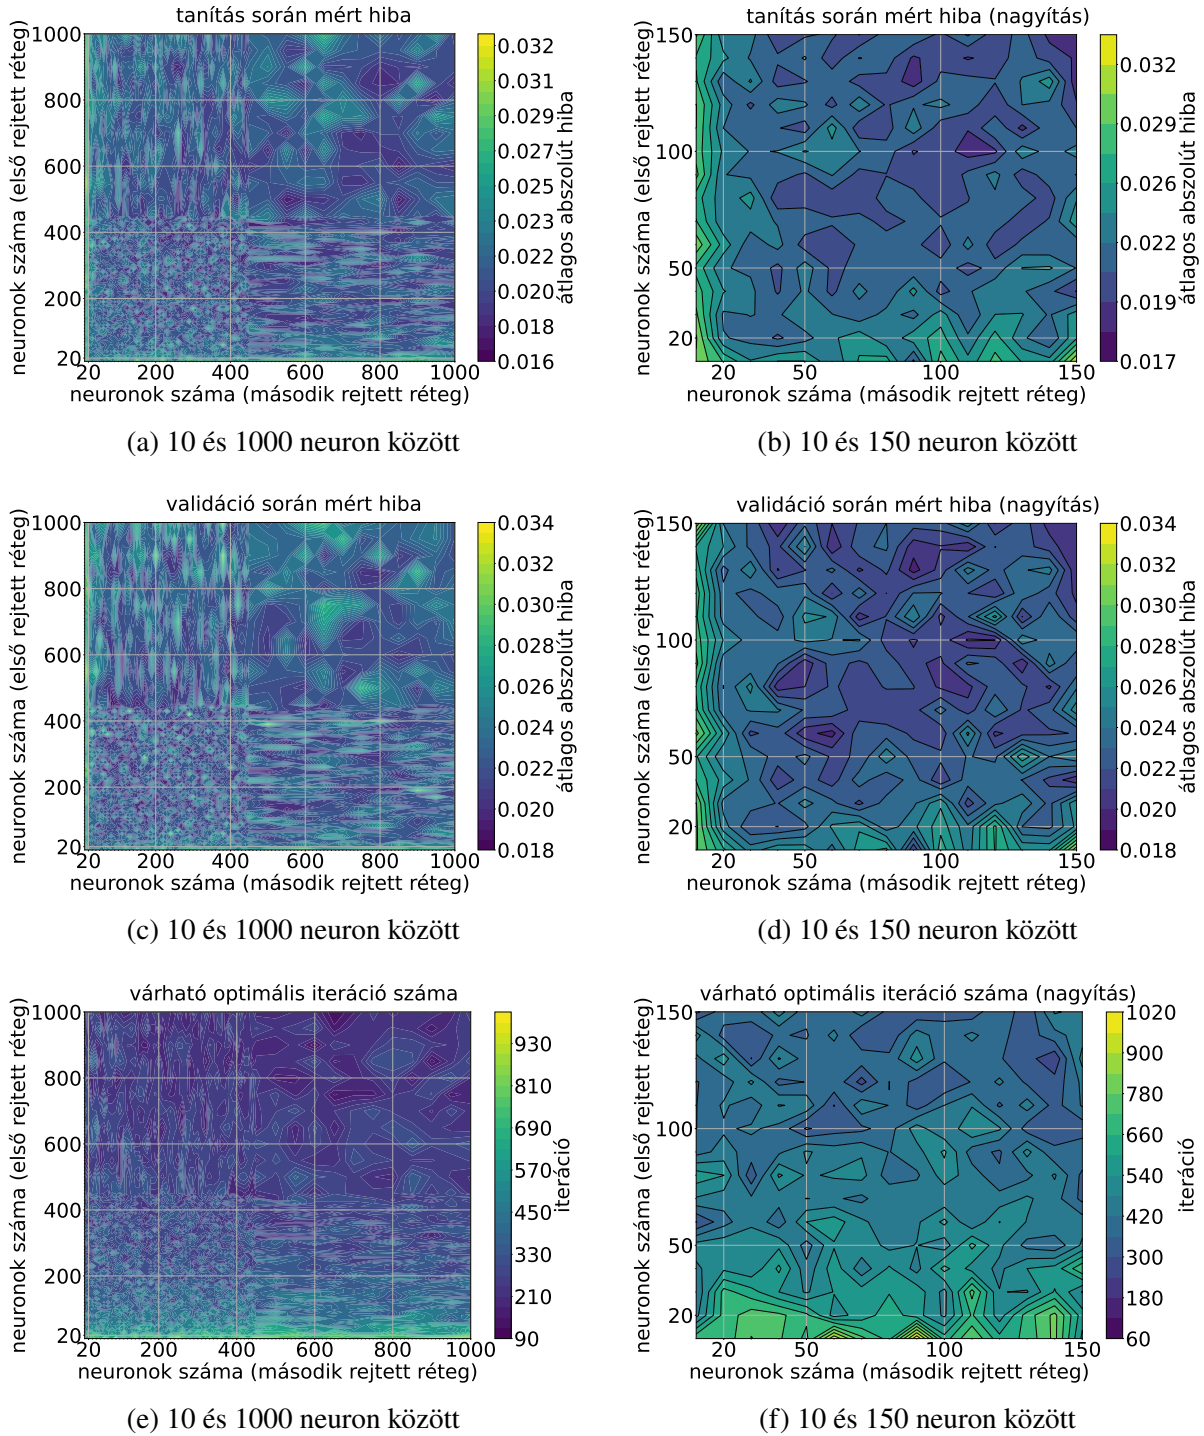 tanítás során mért hiba
neuronok száma (első rejtett réteg)
1000
800
600
400
200
20
20 200 400 600 800 1000
neuronok száma (második rejtett réteg)
0.032
0.031
0.029
0.027
0.025
0.023
0.022
0.020
0.018
0.016
átlagos abszolút hiba
(a) 10 és 1000 neuron között
tanítás során mért hiba (nagyítás)
neuronok száma (első rejtett réteg)
150
100
50
20
20 50 100 150
neuronok száma (második rejtett réteg)
0.032
0.029
0.026
0.022
0.019
0.017
átlagos abszolút hiba
(b) 10 és 150 neuron között
validáció során mért hiba
neuronok száma (első rejtett réteg)
1000
800
600
400
200
20
20 200 400 600 800 1000
neuronok száma (második rejtett réteg)
0.034
0.032
0.030
0.028
0.026
0.024
0.022
0.020
0.018
átlagos abszolút hiba
(c) 10 és 1000 neuron között
validáció során mért hiba (nagyítás)
neuronok száma (első rejtett réteg)
150
100
50
20
20 50 100 150
neuronok száma (második rejtett réteg)
0.034
0.032
0.030
0.028
0.026
0.024
0.022
0.020
0.018
átlagos abszolút hiba
(d) 10 és 150 neuron között
várható optimális iteráció száma
neuronok száma (első rejtett réteg)
1000
800
600
400
200
20
20 200 400 600 800 1000
neuronok száma (második rejtett réteg)
930
810
690
570
450
330
210
90
iteráció
(e) 10 és 1000 neuron között
várható optimális iteráció száma (nagyítás)
neuronok száma (első rejtett réteg)
150
100
50
20
20 50 100 150
neuronok száma (második rejtett réteg)
1020
900
780
660
540
420
300
180
60
iteráció
(f) 10 és 150 neuron között